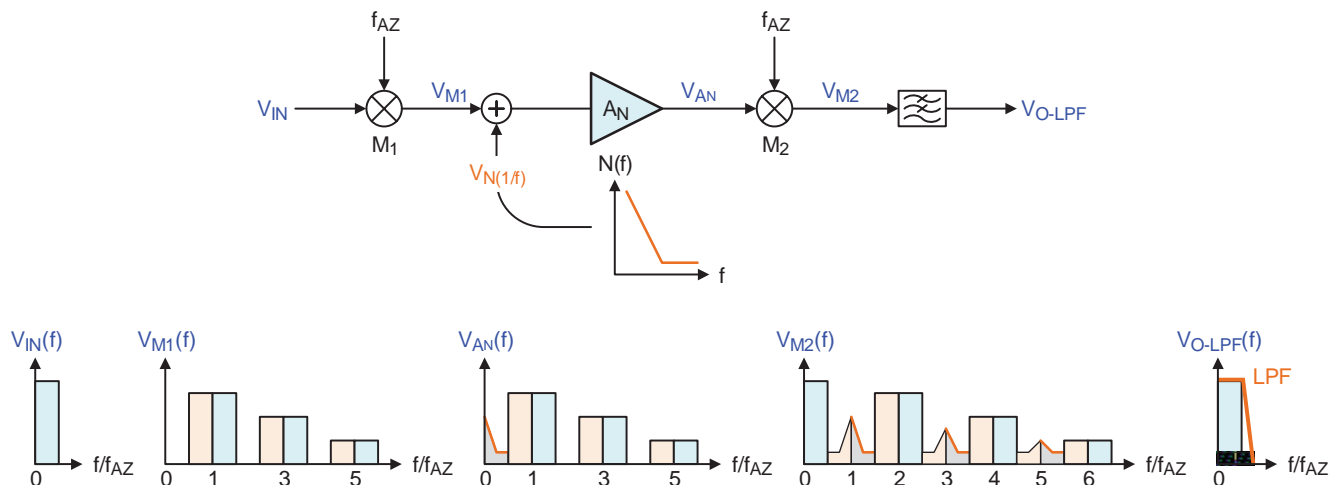 f_AZ f_AZ
V_IN V_M1 A_N V_AN V_M2 V_O-LPF
M_1 M_2
V_N(1/f) N(f)
f
V_IN(f) V_M1(f) V_AN(f) V_M2(f) V_O-LPF(f)
LPF
0 f/f_AZ 0 1 3 5 f/f_AZ 0 1 3 5 f/f_AZ 0 1 2 3 4 5 6 f/f_AZ 0 f/f_AZ